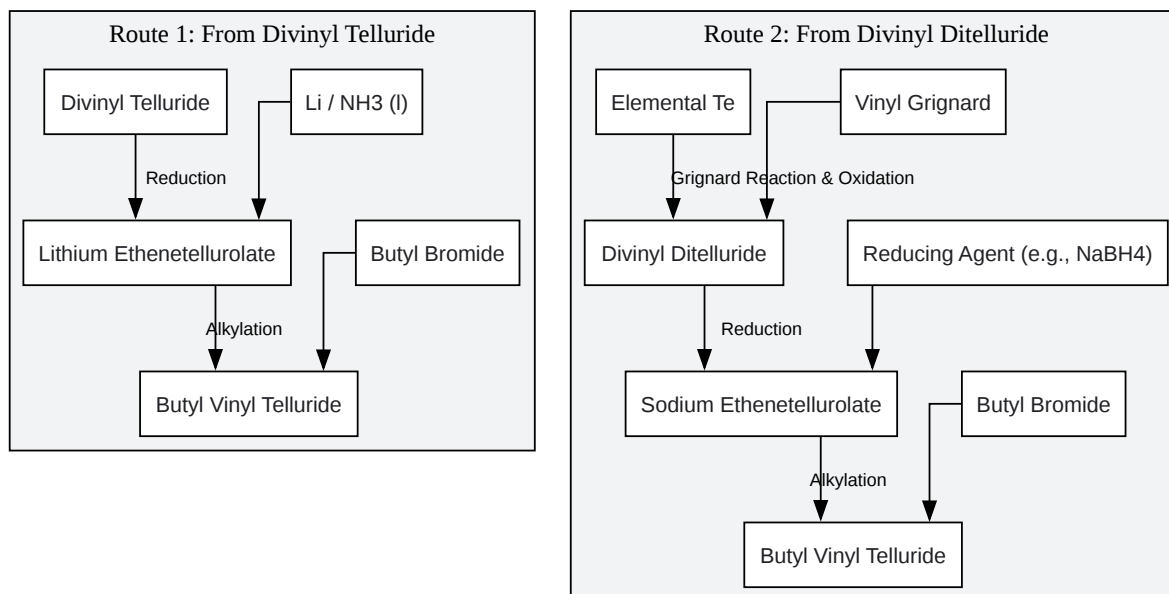 Route 1: From Divinyl Telluride
Divinyl Telluride
Li / NH3 (l)
Reduction
Lithium Ethenetellurolate
Butyl Bromide
Alkylation
Butyl Vinyl Telluride
Route 2: From Divinyl Ditelluride
Elemental Te
Vinyl Grignard
Grignard Reaction & Oxidation
Divinyl Ditelluride
Reducing Agent (e.g., NaBH4)
Reduction
Sodium Ethenetellurolate
Butyl Bromide
Alkylation
Butyl Vinyl Telluride